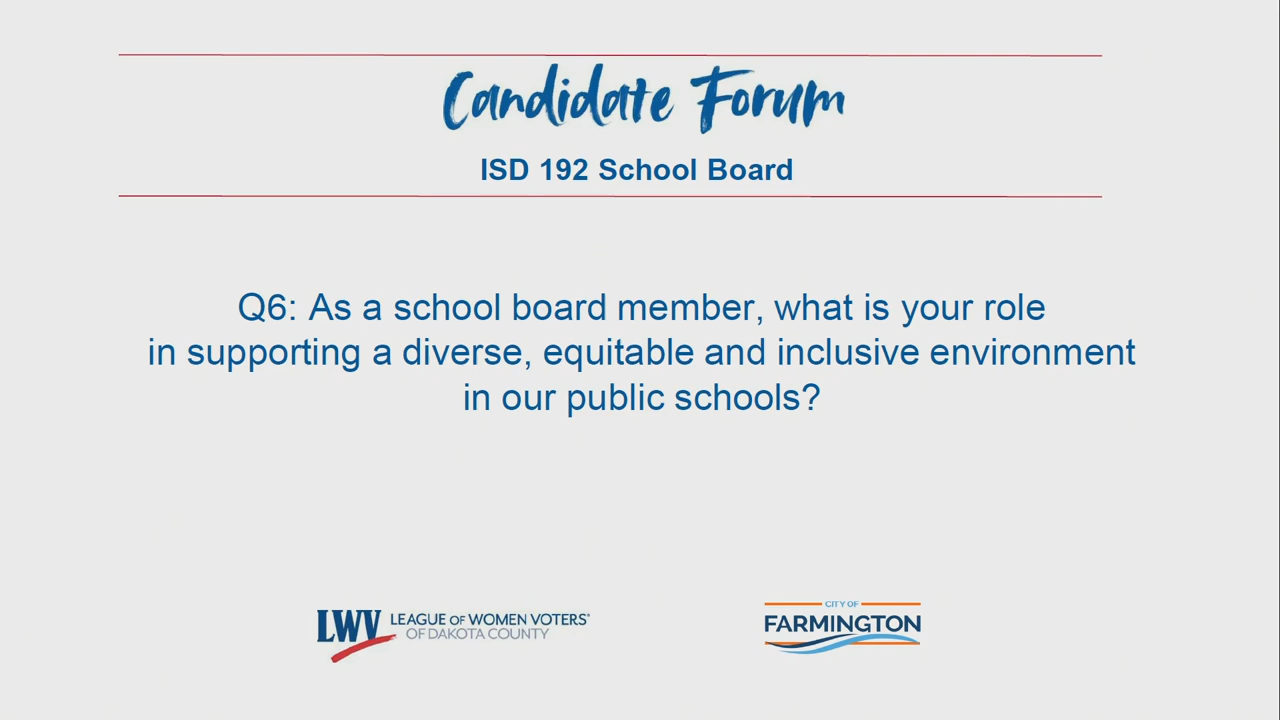 Candidate Forum
ISD 192 School Board
Q6: As a school board member, what is your role
in supporting a diverse, equitable and inclusive environment
in our public schools?
LWV LEAGUE OF WOMEN VOTERS®
OF DAKOTA COUNTY
CITY OF
FARMINGTON